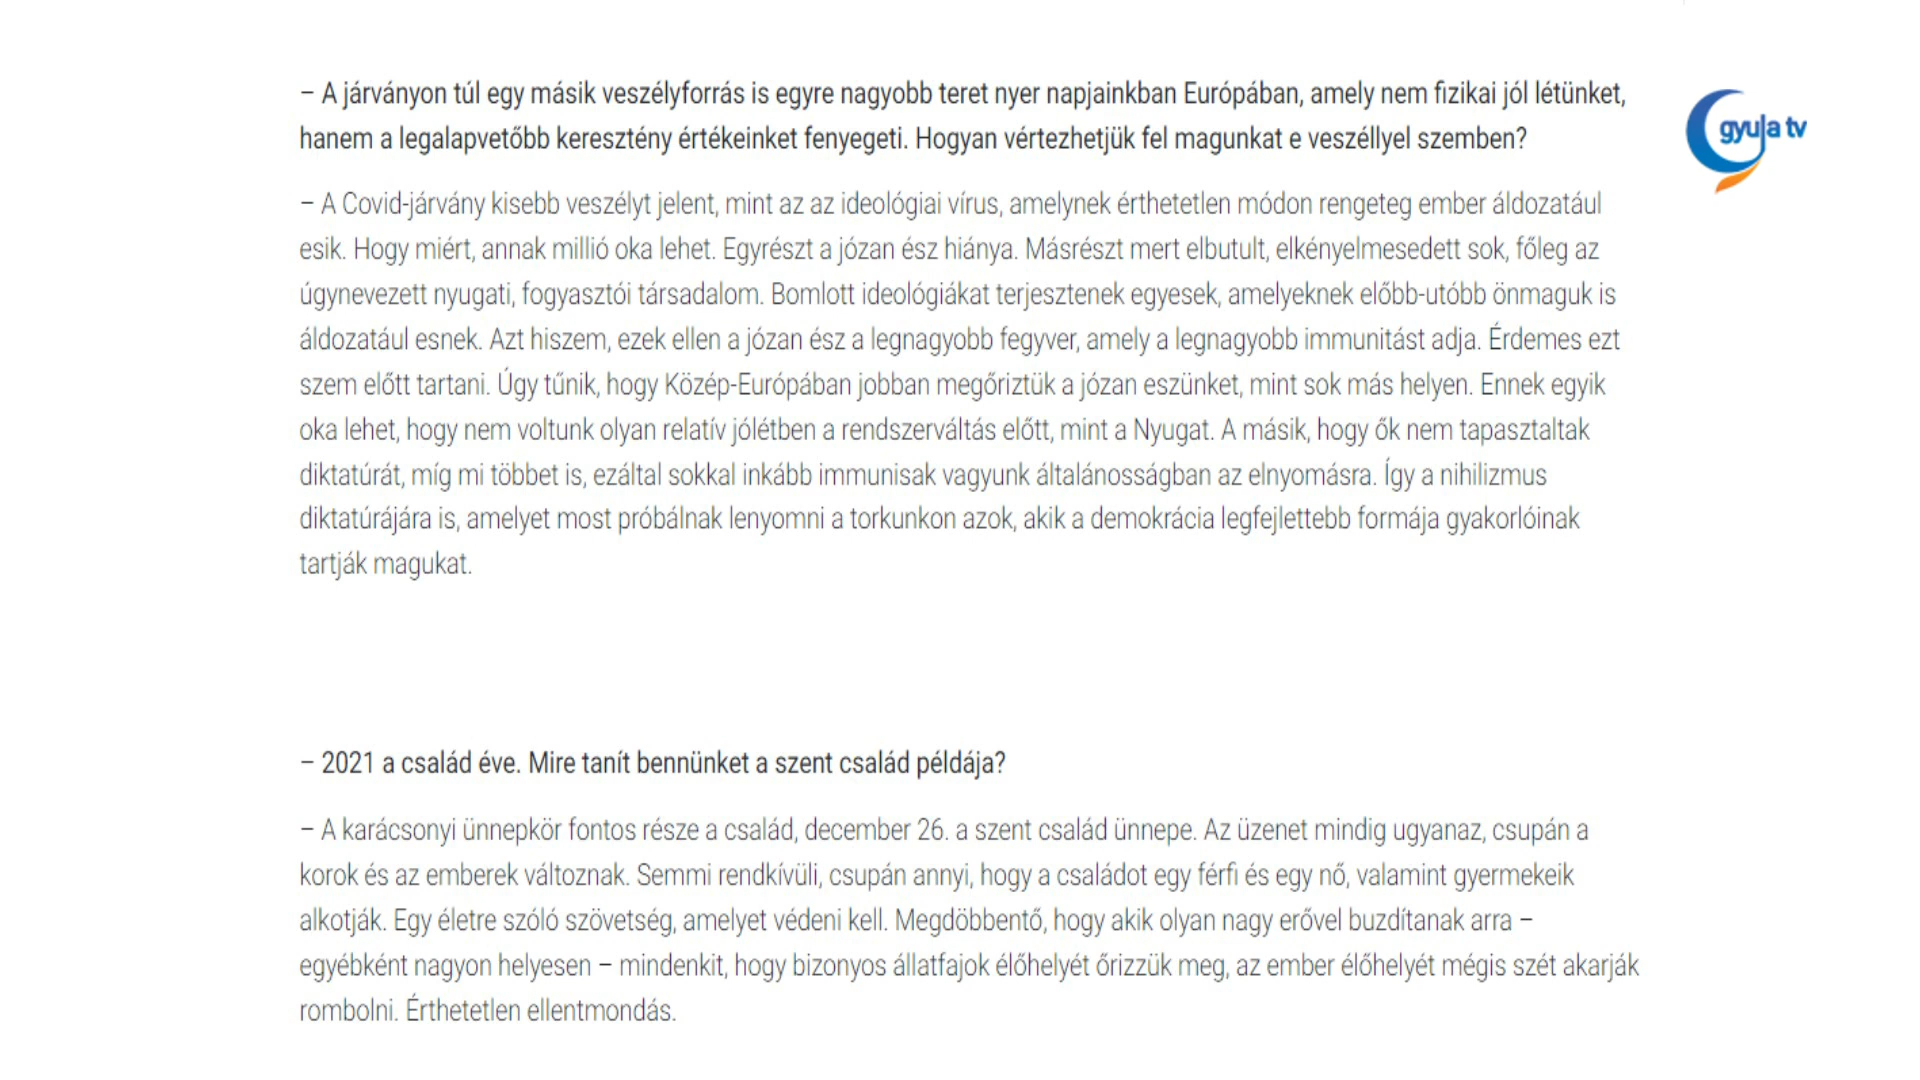 – A járványon túl egy másik veszélyforrás is egyre nagyobb teret nyer napjainkban Európában, amely nem fizikai jól létünket,
hanem a legalapvetőbb keresztény értékeinket fenyegeti. Hogyan vértezhetjük fel magunkat e veszéllyel szemben?
gyula tv
– A Covid-járvány kisebb veszélyt jelent, mint az az ideológiai vírus, amelynek érthetetlen módon rengeteg ember áldozatául
esik. Hogy miért, annak millió oka lehet. Egyrészt a józan ész hiánya. Másrészt mert elbutult, elkényelmesedett sok, főleg az
úgynevezett nyugati, fogyasztói társadalom. Bomlott ideológiákat terjesztenek egyesek, amelyeknek előbb-utóbb önmaguk is
áldozatául esnek. Azt hiszem, ezek ellen a józan ész a legnagyobb fegyver, amely a legnagyobb immunitást adja. Érdemes ezt
szem előtt tartani. Úgy tűnik, hogy Közép-Európában jobban megőriztük a józan eszünket, mint sok más helyen. Ennek egyik
oka lehet, hogy nem voltunk olyan relatív jólétben a rendszerváltás előtt, mint a Nyugat. A másik, hogy ők nem tapasztaltak
diktatúrát, míg mi többet is, ezáltal sokkal inkább immunisak vagyunk általánosságban az elnyomásra. Így a nihilizmus
diktatúrájára is, amelyet most próbálnak lenyomni a torkunkon azok, akik a demokrácia legfejlettebb formája gyakorlóinak
tartják magukat.
– 2021 a család éve. Mire tanít bennünket a szent család példája?
– A karácsonyi ünnepkör fontos része a család, december 26. a szent család ünnepe. Az üzenet mindig ugyanaz, csupán a
korok és az emberek változnak. Semmi rendkívüli, csupán annyi, hogy a családot egy férfi és egy nő, valamint gyermekeik
alkotják. Egy életre szóló szövetség, amelyet védeni kell. Megdöbbentő, hogy akik olyan nagy erővel buzdítanak arra –
egyébként nagyon helyesen – mindenkit, hogy bizonyos állatfajok élőhelyét őrizzük meg, az ember élőhelyét mégis szét akarják
rombolni. Érthetetlen ellentmondás.